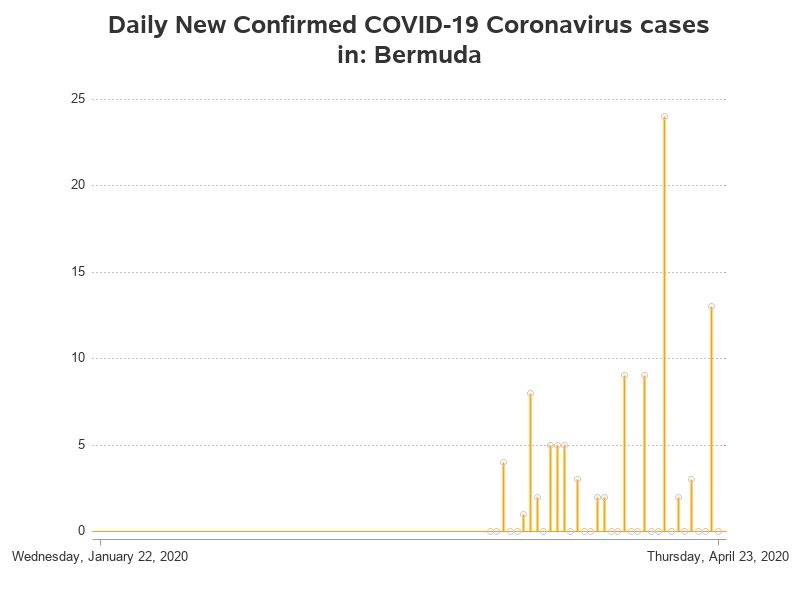 Daily New Confirmed COVID-19 Coronavirus cases
in: Bermuda
25
20
15
10
5
0
Wednesday, January 22, 2020 Thursday, April 23, 2020